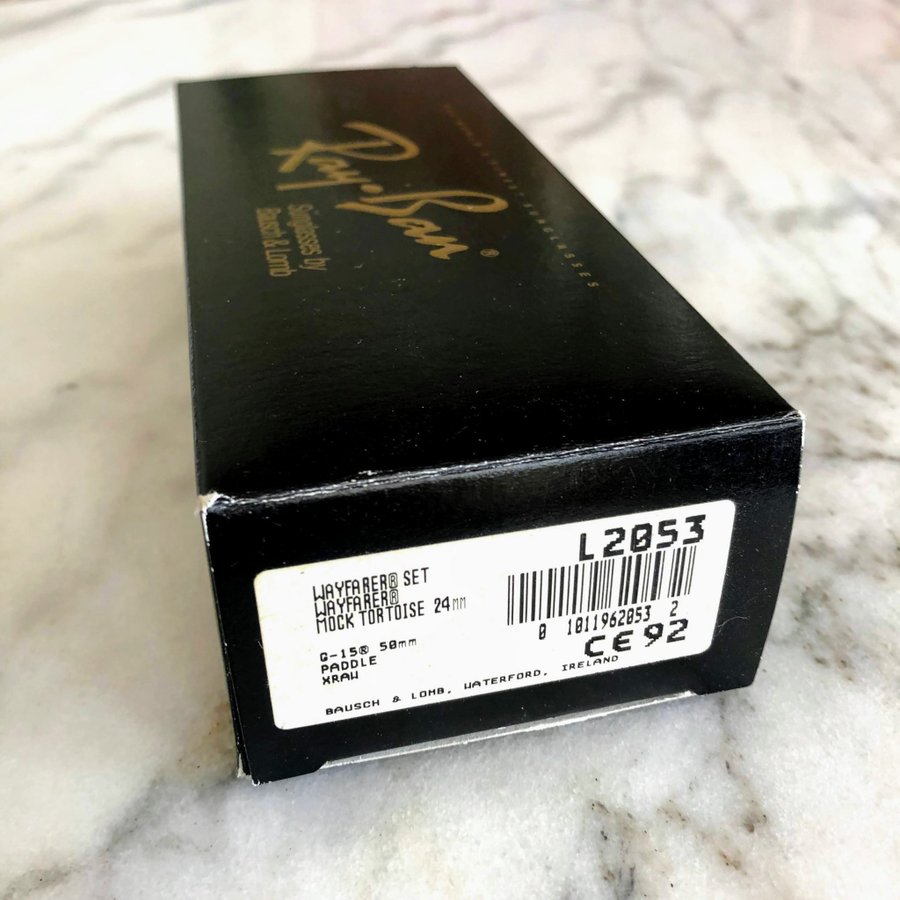 Ray-Ban®
Sunglasses by
Bausch & Lomb
SUNGLASSES
L2053
WAYFARER® SET
WAYFARER®
MOCK TORTOISE 24MM
G-15® 50mm
PADDLE
XRAW
0 1011962053 2
CE92
BAUSCH & LOMB, WATERFORD, IRELAND